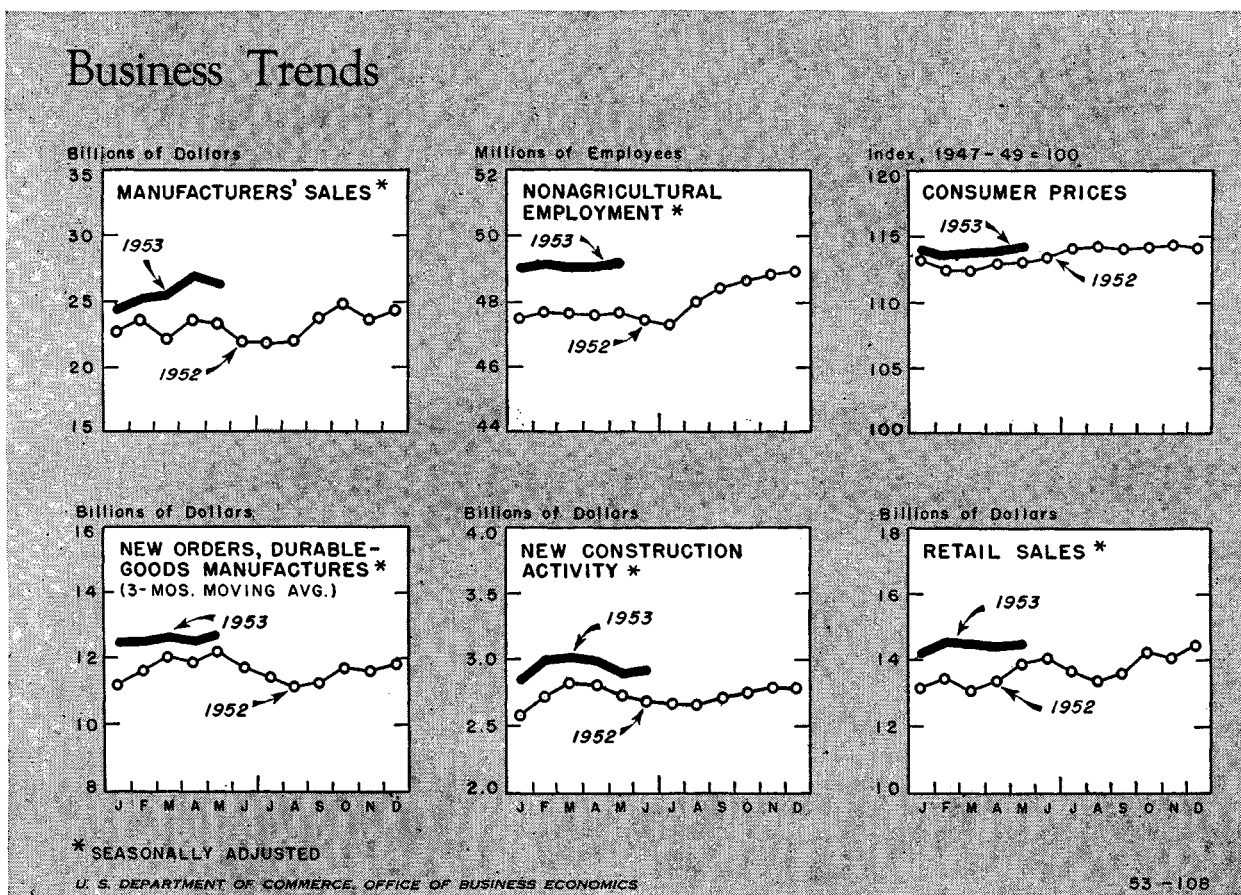 Business Trends
Billions of Dollars
35
30
25
20
15
MANUFACTURERS' SALES *
1953
1952
Millions of Employees
52
50
48
46
44
NONAGRICULTURAL
EMPLOYMENT *
1953
1952
Index, 1947-49 = 100
120
115
110
105
100
CONSUMER PRICES
1953
1952
Billions of Dollars
16
14
12
10
8
NEW ORDERS, DURABLE-
GOODS MANUFACTURES *
(3-MOS. MOVING AVG.)
1953
1952
J F M A M J J A S O N D
Billions of Dollars
4.0
3.5
3.0
2.5
2.0
NEW CONSTRUCTION
ACTIVITY *
1953
1952
J F M A M J J A S O N D
Billions of Dollars
18
16
14
12
10
RETAIL SALES *
1953
1952
J F M A M J J A S O N D
* SEASONALLY ADJUSTED
U. S. DEPARTMENT OF COMMERCE, OFFICE OF BUSINESS ECONOMICS
53-108